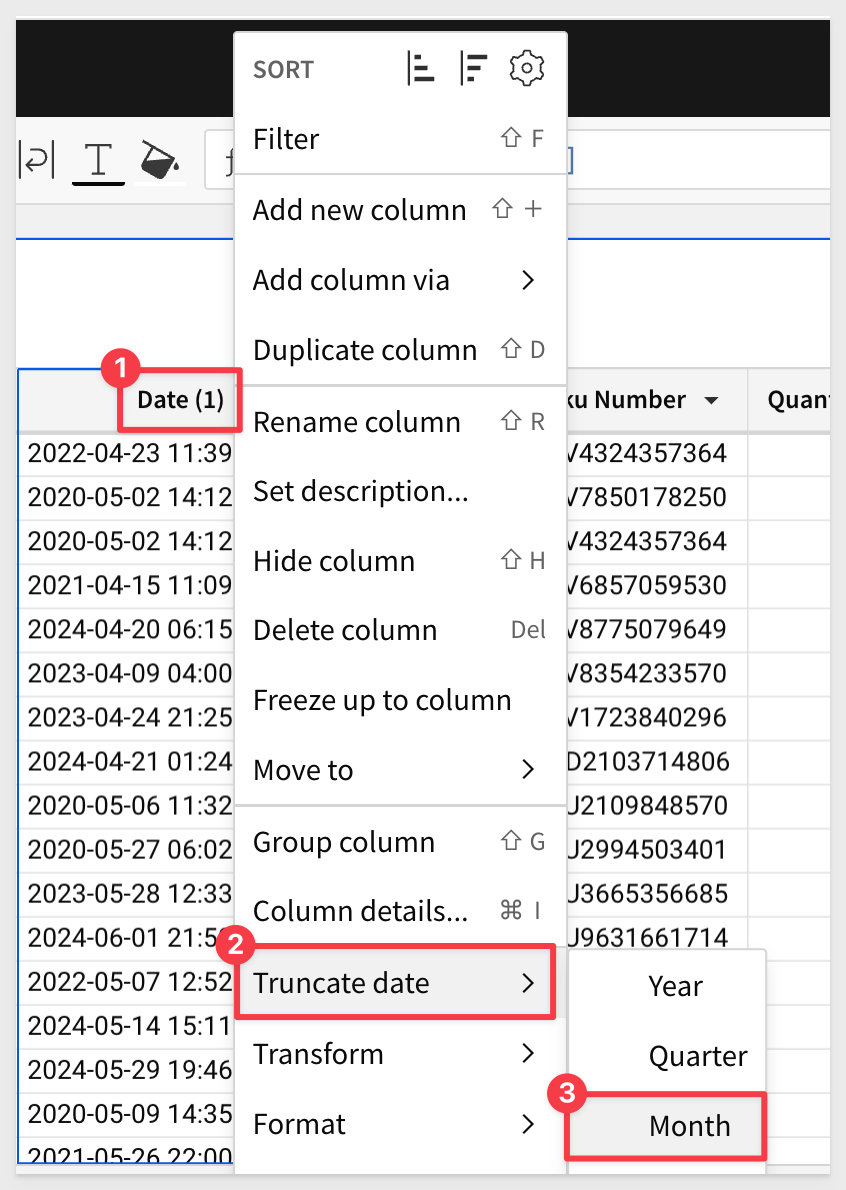 SORT
Filter ⇧ F
Add new column ⇧ +
Add column via
Duplicate column ⇧ D
Rename column ⇧ R
Set description...
Hide column ⇧ H
Delete column Del
Freeze up to column
Move to
Group column ⇧ G
Column details... ⌘ I
2
Truncate date
Transform
Format
Year
Quarter
3
Month
T
1
Date (1)
2022-04-23 11:39
2020-05-02 14:12
2020-05-02 14:12
2021-04-15 11:09
2024-04-20 06:15
2023-04-09 04:00
2023-04-24 21:25
2024-04-21 01:24
2020-05-06 11:32
2020-05-27 06:02
2023-05-28 12:33
2024-06-01 21:5
2022-05-07 12:52
2024-05-14 15:11
2024-05-29 19:46
2020-05-09 14:35
2021-05-26 22:00
ku Number
V4324357364
V7850178250
V4324357364
V6857059530
V8775079649
V8354233570
V1723840296
D2103714806
J2109848570
J2994503401
J3665356685
J9631661714
Quan